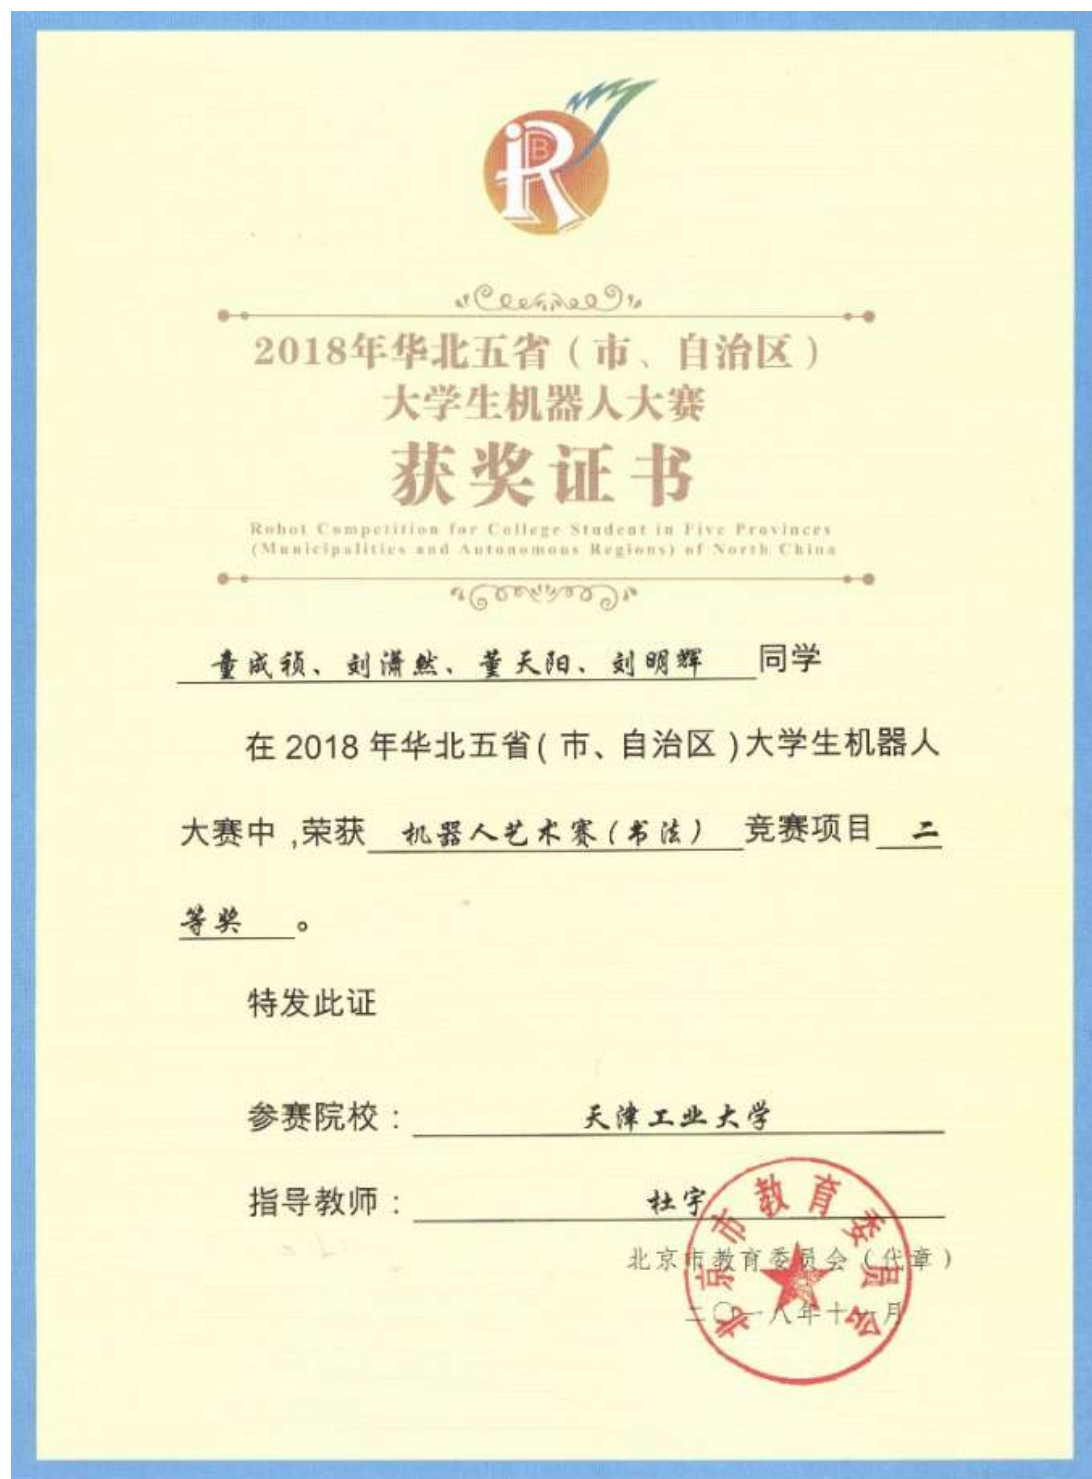 iR
B
2018年华北五省（市、自治区）
大学生机器人大赛
获奖证书
Robot Competition for College Student in Five Provinces
(Municipalities and Autonomous Regions) of North China
童成祯、刘潇然、董天阳、刘明辉 同学
在 2018 年华北五省（市、自治区）大学生机器人
大赛中,荣获 机器人艺术赛（书法） 竞赛项目 二
等奖 。
特发此证
参赛院校： 天津工业大学
指导教师： 杜宇
北京市教育委员会（代章）
二〇一八年十一月
北京市教育委员会